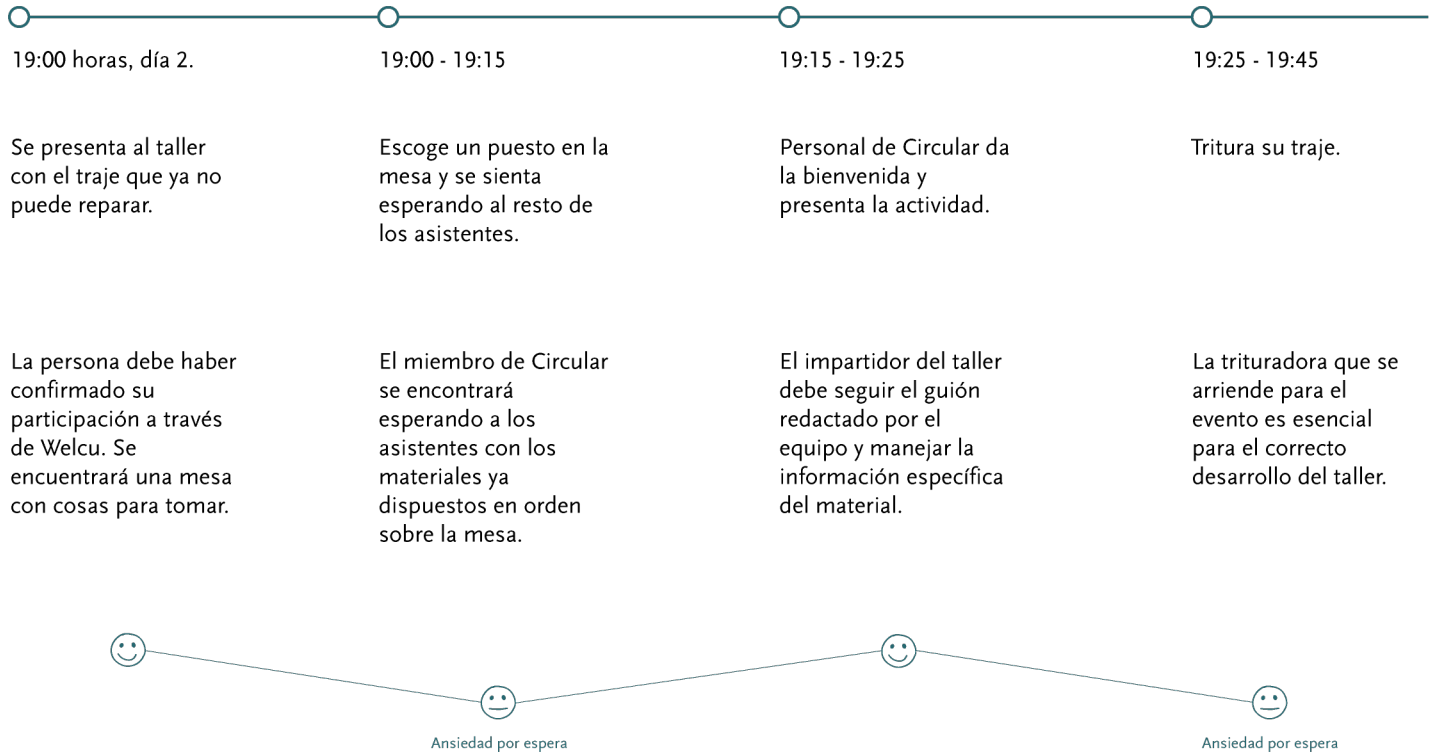 19:00 horas, día 2.
19:00 - 19:15
19:15 - 19:25
19:25 - 19:45
Se presenta al taller
con el traje que ya no
puede reparar.
Escoge un puesto en la
mesa y se sienta
esperando al resto de
los asistentes.
Personal de Circular da
la bienvenida y
presenta la actividad.
Tritura su traje.
La persona debe haber
confirmado su
participación a través
de Welcu. Se
encuentrará una mesa
con cosas para tomar.
El miembro de Circular
se encontrará
esperando a los
asistentes con los
materiales ya
dispuestos en orden
sobre la mesa.
El impartidor del taller
debe seguir el guión
redactado por el
equipo y manejar la
información específica
del material.
La trituradora que se
arriende para el
evento es esencial
para el correcto
desarrollo del taller.
Ansiedad por espera
Ansiedad por espera